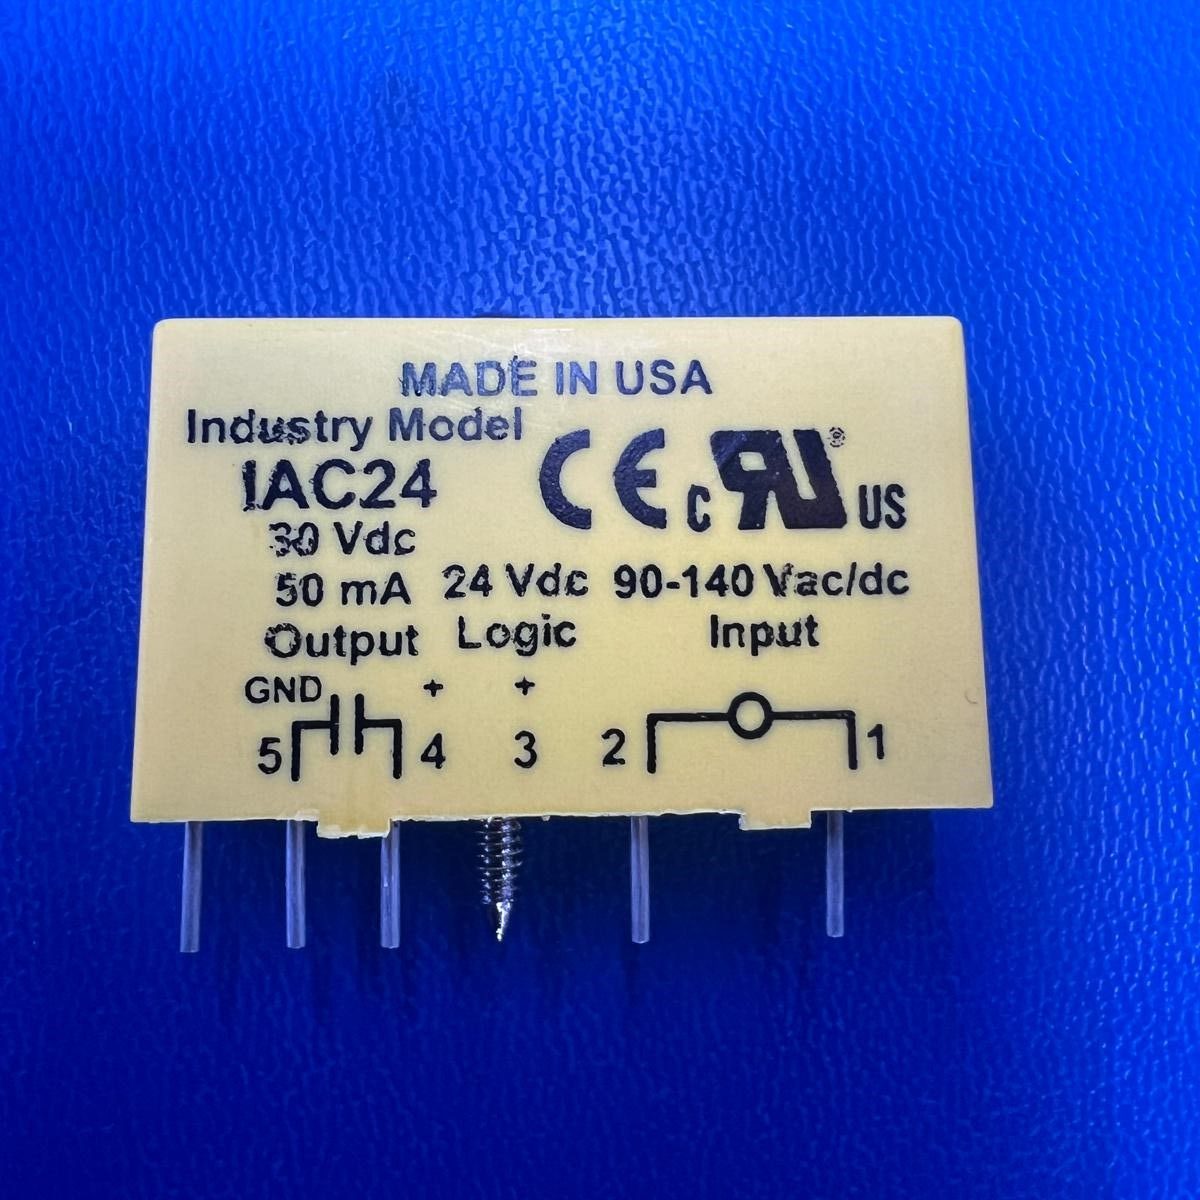 MADE IN USA
Industry Model
IAC24
CE c RU ® US
30 Vdc
50 mA 24 Vdc 90-140 Vac/dc
Output Logic Input
GND + +
5 4 3 2 1